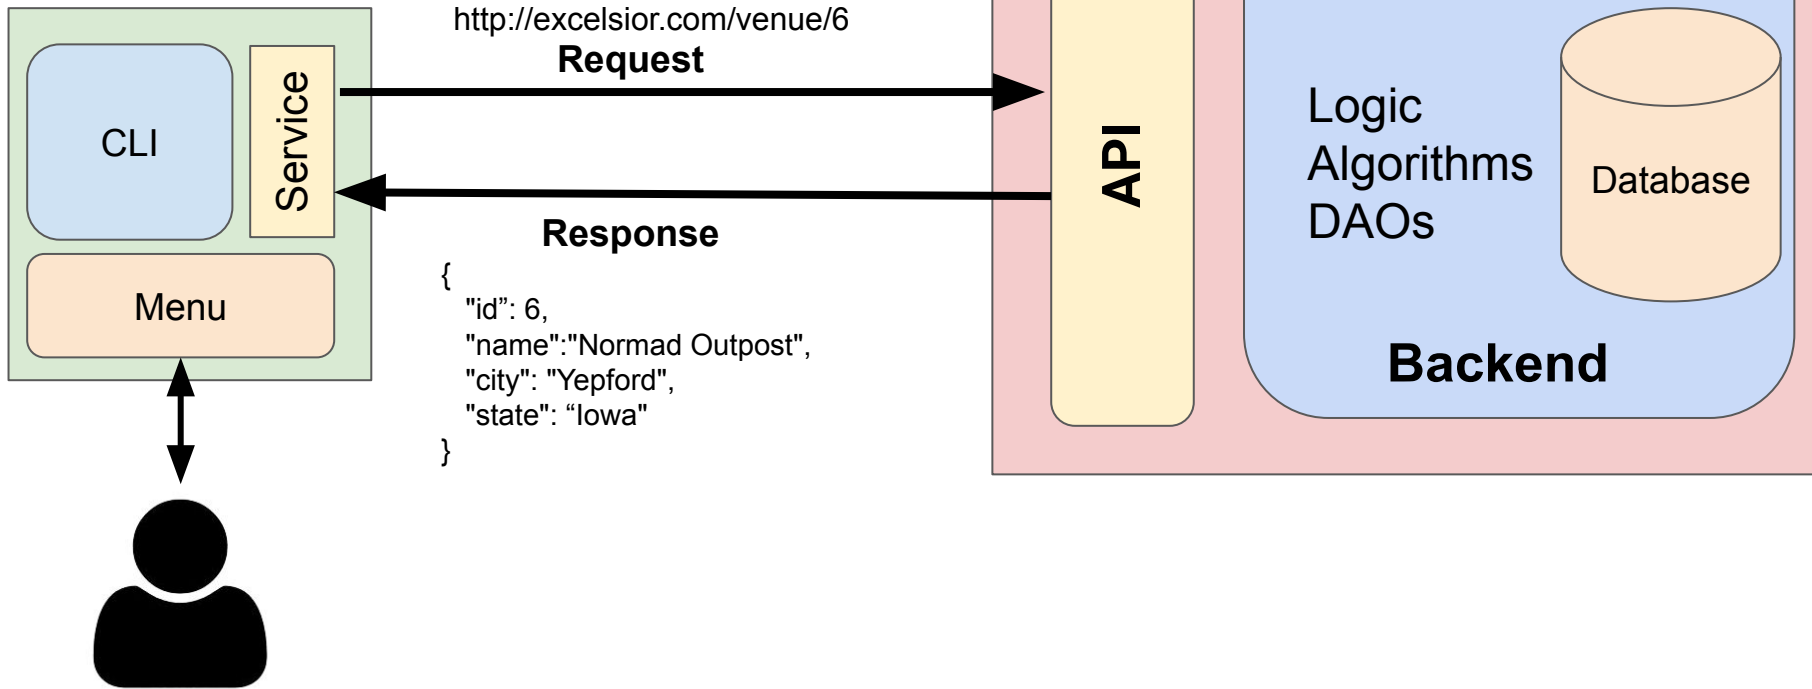 http://excelsior.com/venue/6
Request
CLI
Service
Menu
Response
{
"id”: 6,
"name":"Normad Outpost",
"city": "Yepford",
"state": “Iowa"
}
API
Logic
Algorithms
DAOs
Database
Backend